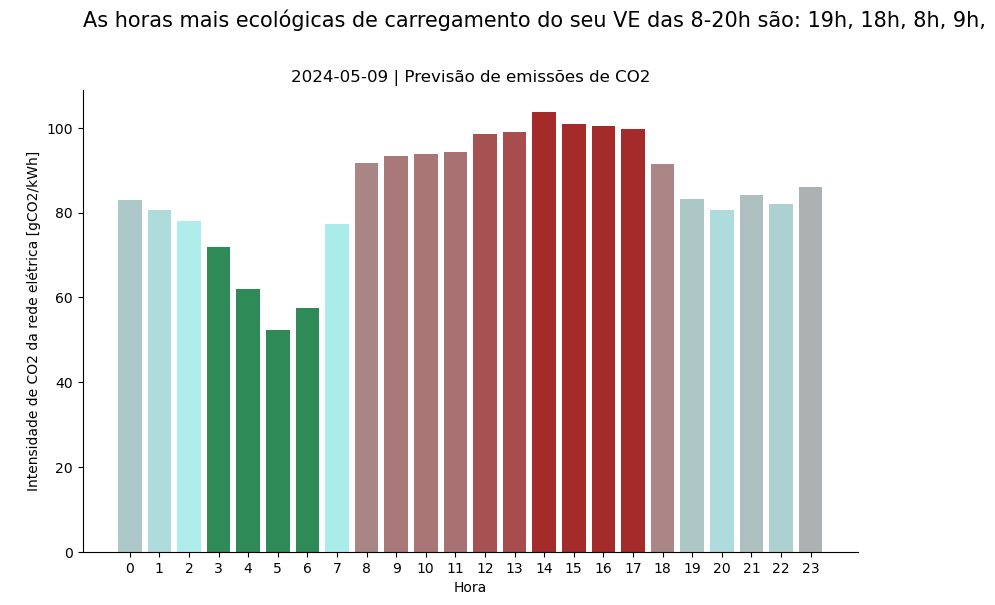 As horas mais ecológicas de carregamento do seu VE das 8-20h são: 19h, 18h, 8h, 9h,
2024-05-09 | Previsão de emissões de CO2
Intensidade de CO2 da rede elétrica [gCO2/kWh]
100
80
60
40
20
0
0 1 2 3 4 5 6 7 8 9 10 11 12 13 14 15 16 17 18 19 20 21 22 23
Hora